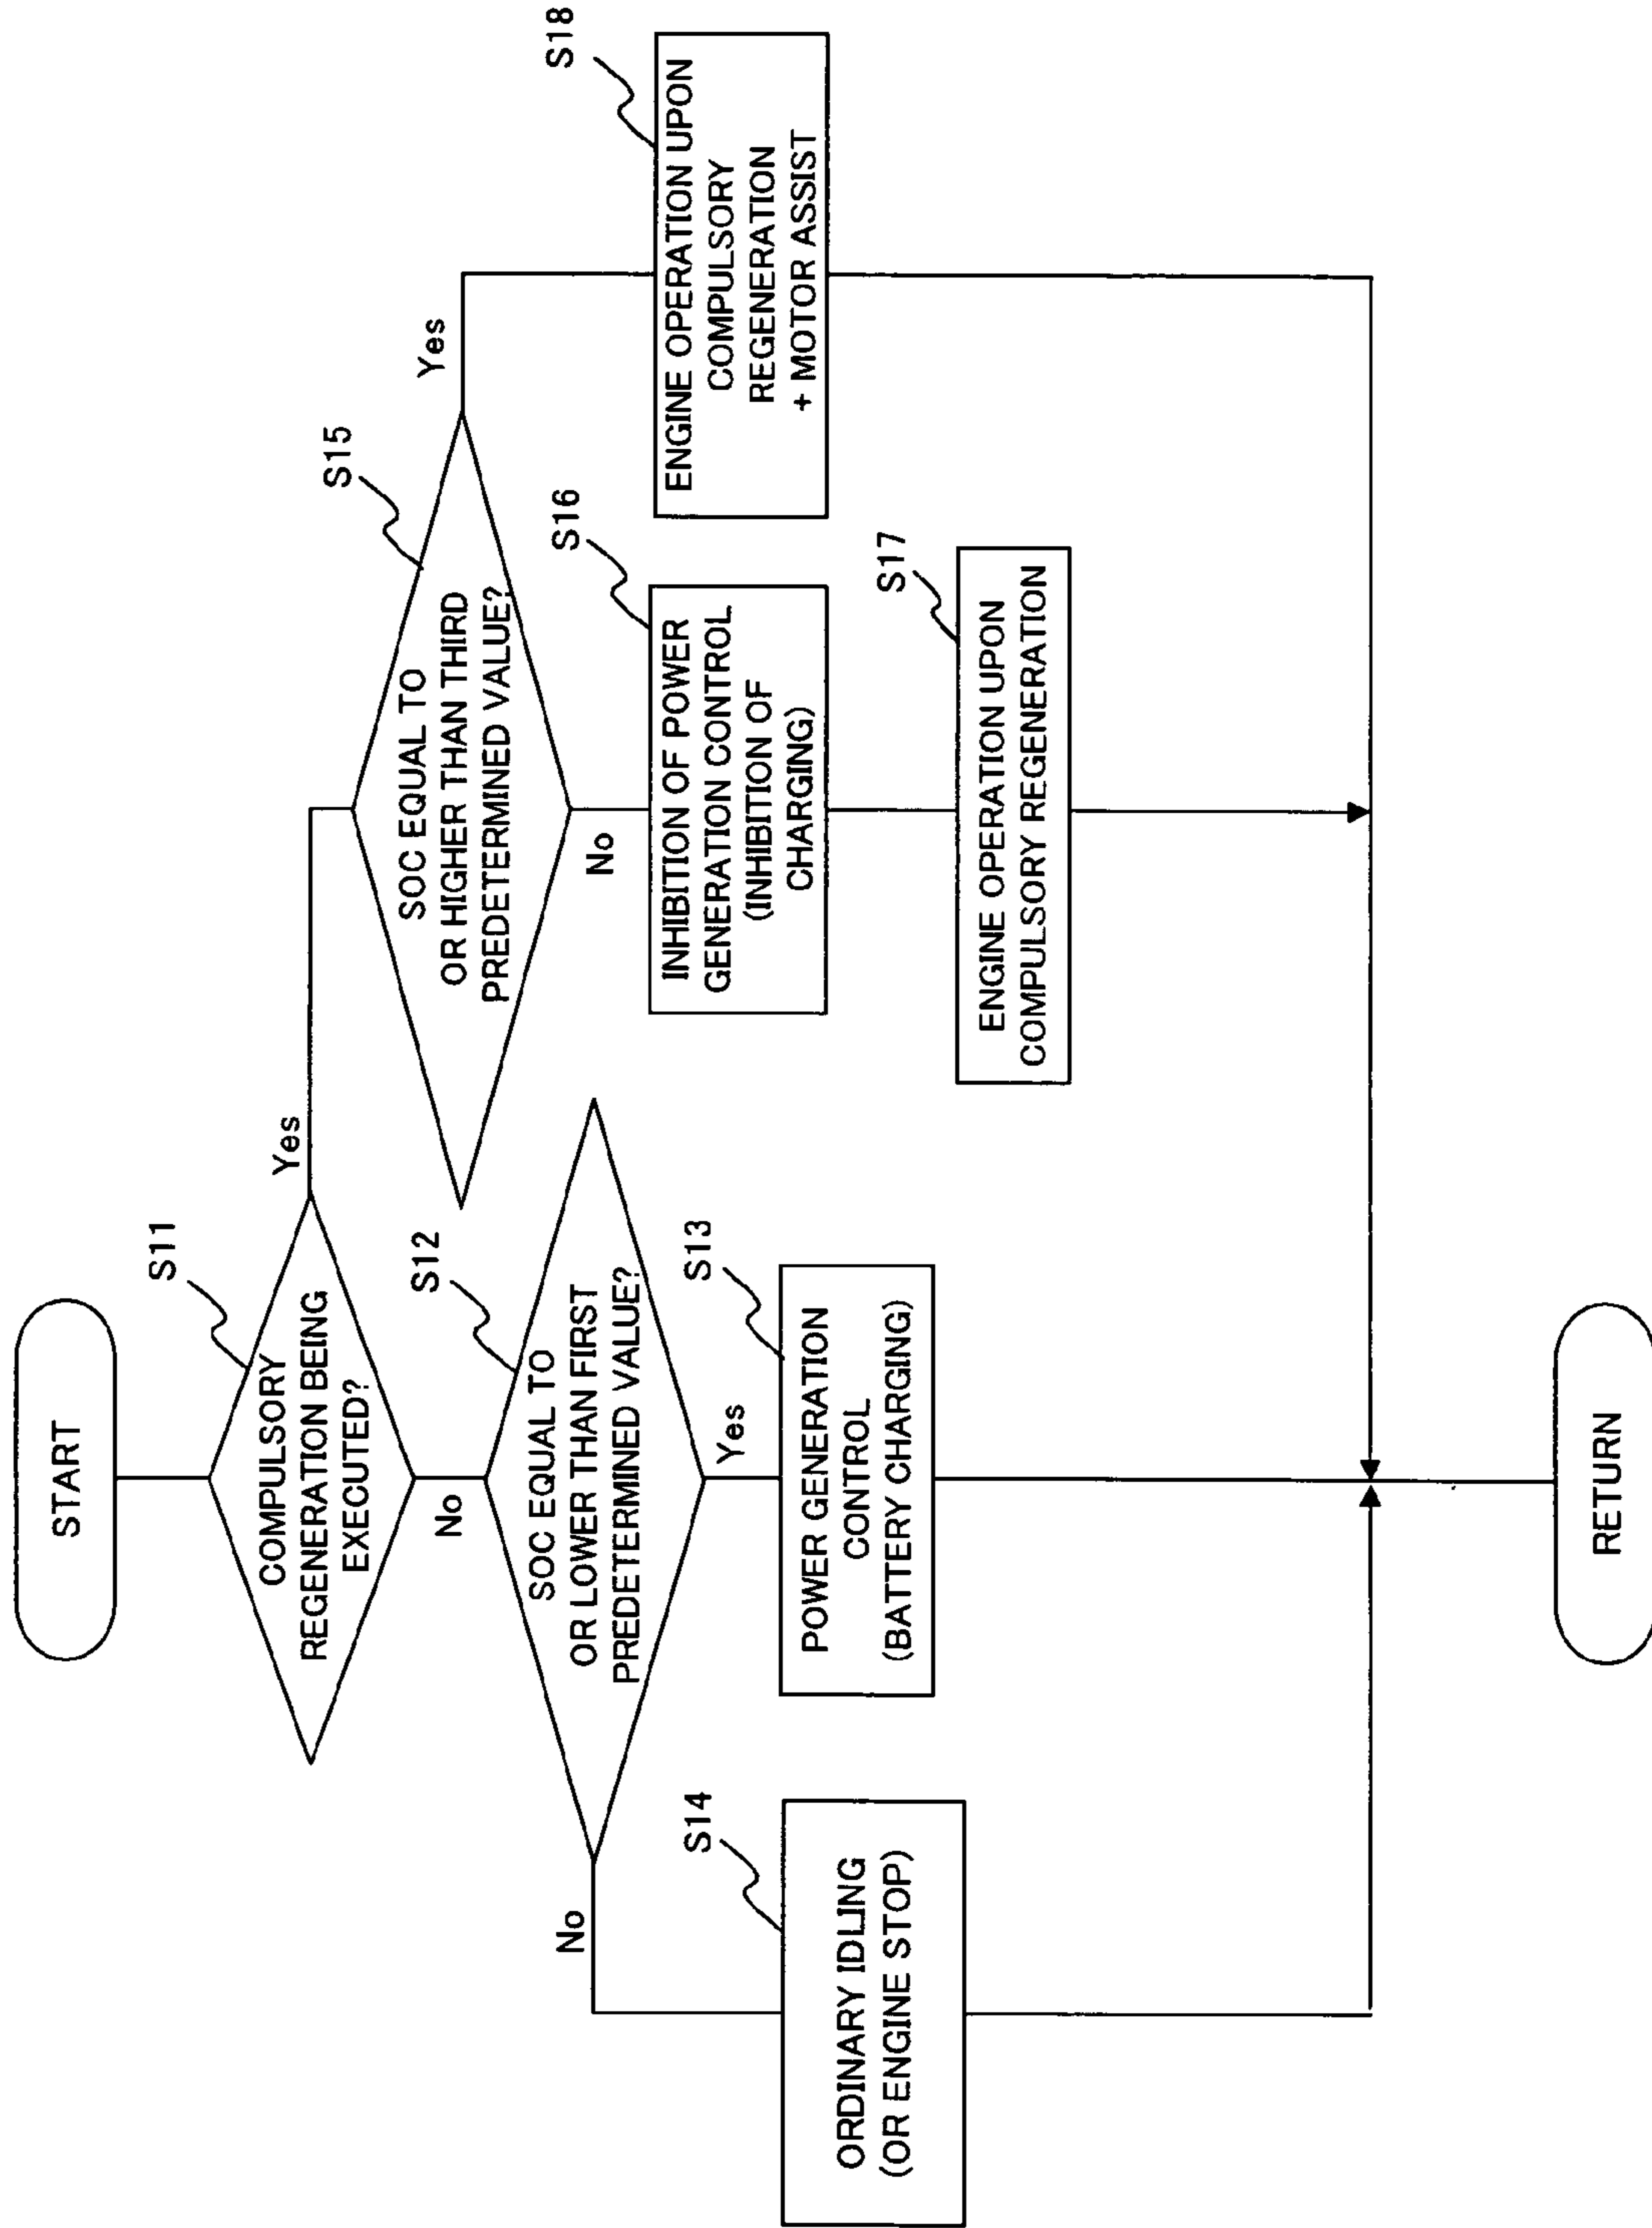 START
S11
COMPULSORY
REGENERATION BEING
EXECUTED?
Yes
No
S12
SOC EQUAL TO
OR LOWER THAN FIRST
PREDETERMINED VALUE?
Yes
No
S13
POWER GENERATION
CONTROL
(BATTERY CHARGING)
S14
ORDINARY IDLING
(OR ENGINE STOP)
S15
SOC EQUAL TO
OR HIGHER THAN THIRD
PREDETERMINED VALUE?
Yes
No
S16
INHIBITION OF POWER
GENERATION CONTROL
(INHIBITION OF
CHARGING)
S17
ENGINE OPERATION UPON
COMPULSORY REGENERATION
S18
ENGINE OPERATION UPON
COMPULSORY
REGENERATION
+ MOTOR ASSIST
RETURN